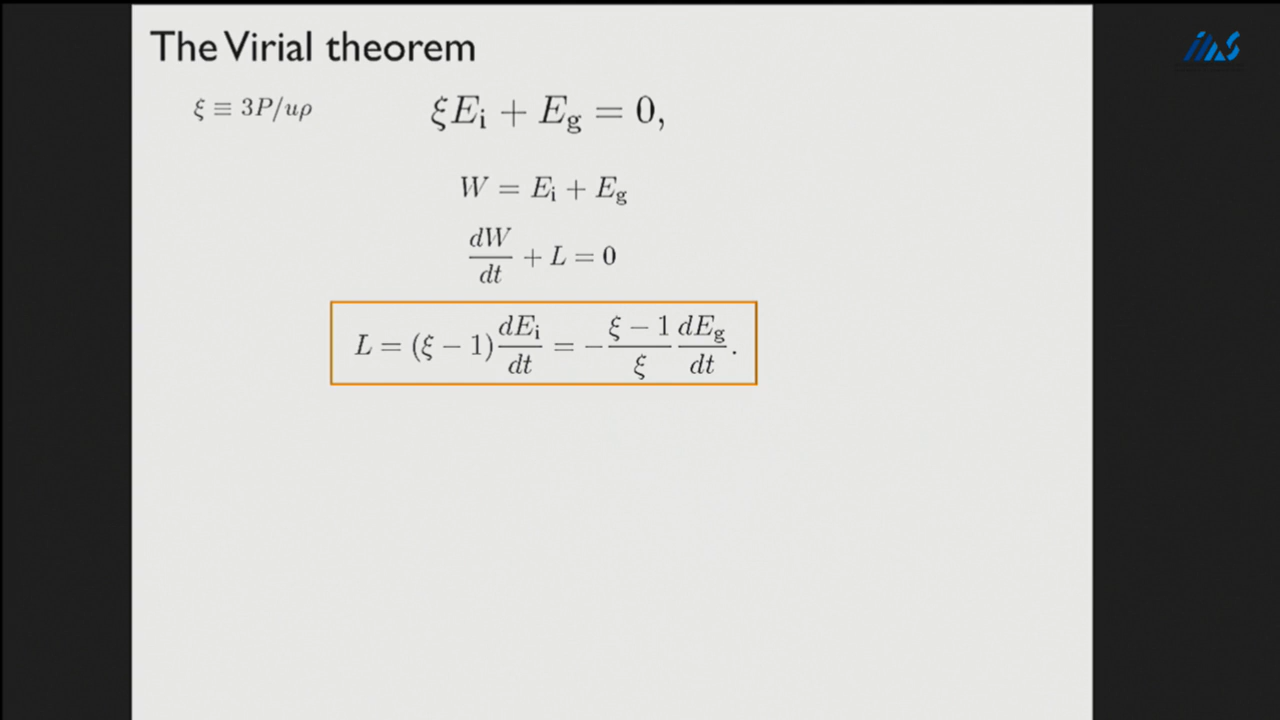 The Virial theorem
ξ ≡ 3P/uρ
ξE_i + E_g = 0,
W = E_i + E_g
dW/dt + L = 0
L = (ξ − 1) dE_i/dt = − (ξ − 1)/ξ dE_g/dt .